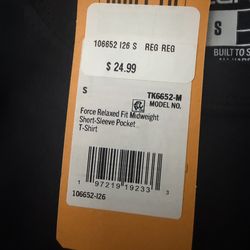 106652 I26 S REG REG
$ 24.99
S
TK6652-M
MODEL NO.
Force Relaxed Fit Midweight
Short-Sleeve Pocket
T-Shirt
1 97219 19233 3
106652-I26
S
BUILT TO